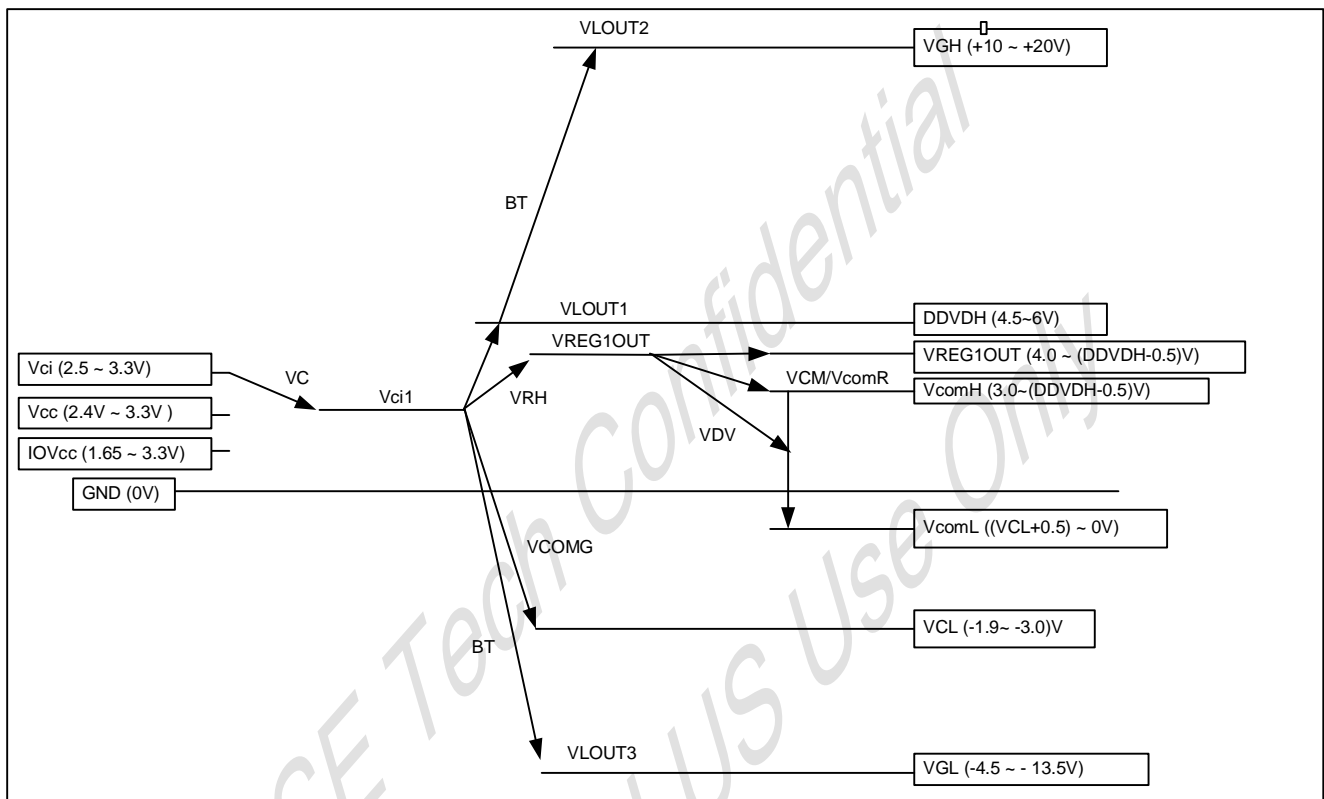 VLOUT2
VGH (+10 ~ +20V)
BT
VLOUT1
DDVDH (4.5~6V)
VREG1OUT
VREG1OUT (4.0 ~ (DDVDH-0.5)V)
Vci (2.5 ~ 3.3V)
VC
VCM/VcomR
VcomH (3.0~(DDVDH-0.5)V)
Vci1
VRH
Vcc (2.4V ~ 3.3V )
VDV
IOVcc (1.65 ~ 3.3V)
GND (0V)
VcomL ((VCL+0.5) ~ 0V)
VCOMG
VCL (-1.9~ -3.0)V
BT
VLOUT3
VGL (-4.5 ~ - 13.5V)
CE Tech Confidential
US Use Only